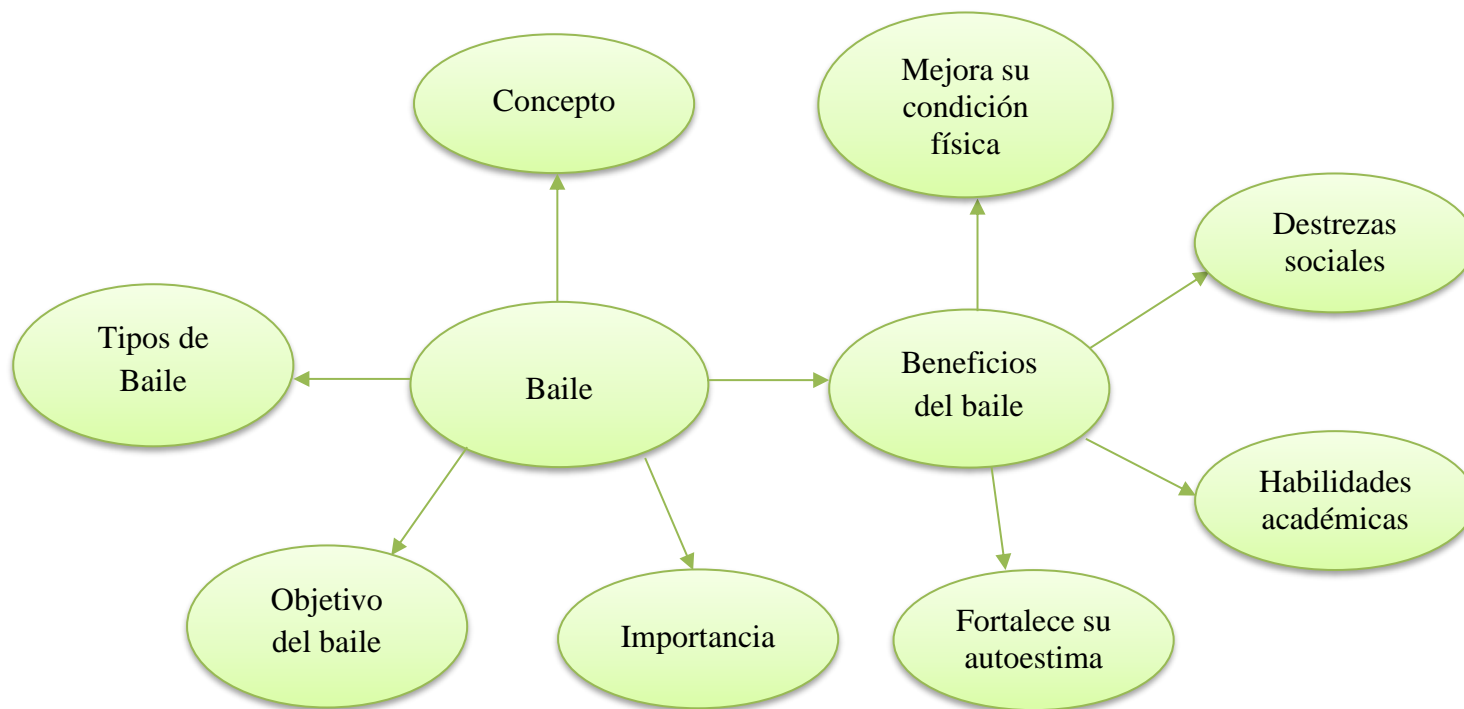 Concepto
Mejora su
condición
física
Destrezas
sociales
Tipos de
Baile
Baile
Beneficios
del baile
Habilidades
académicas
Objetivo
del baile
Importancia
Fortalece su
autoestima